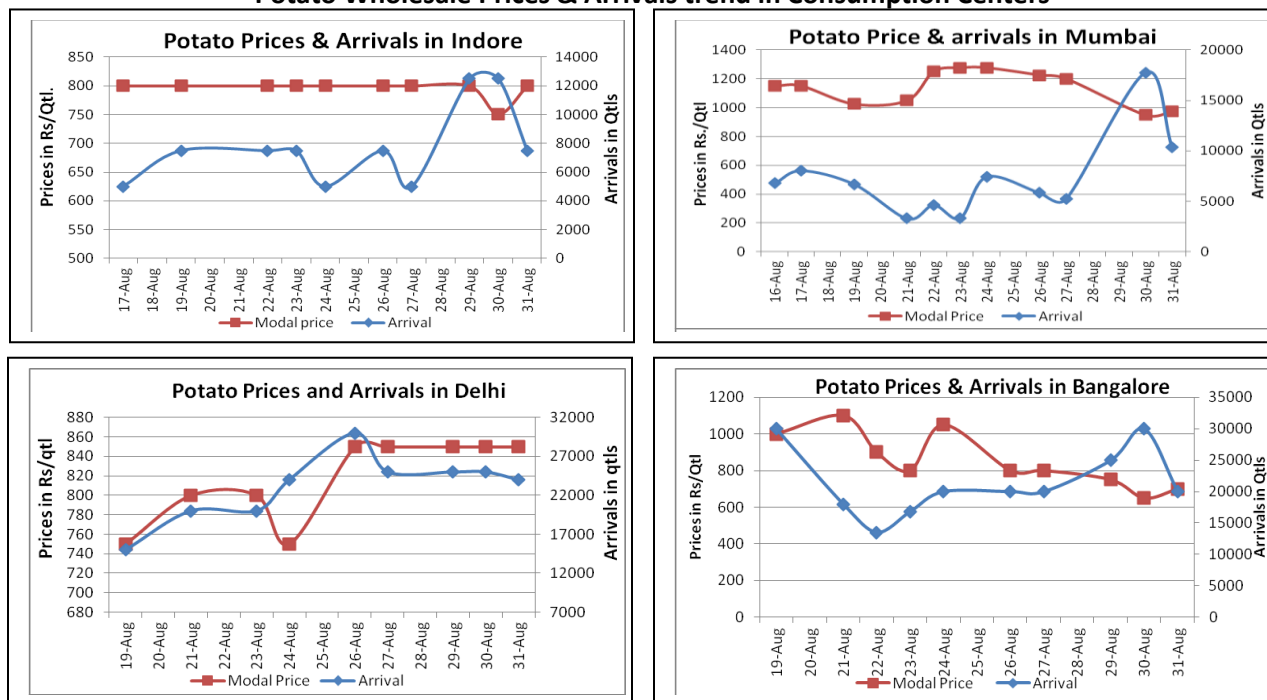 Potato Wholesale Prices & Arrivals trend in Consumption Centers
Potato Prices & Arrivals in Indore
Prices in Rs/Qtl.
850
800
750
700
650
600
550
500
14000
12000
10000
8000
6000
4000
2000
0
Arrivals in Qtls
17-Aug
18-Aug
19-Aug
20-Aug
21-Aug
22-Aug
23-Aug
24-Aug
25-Aug
26-Aug
27-Aug
28-Aug
29-Aug
30-Aug
31-Aug
Modal price
Arrival
Potato Price & arrivals in Mumbai
Prices in Rs./Qtl
1400
1200
1000
800
600
400
200
0
20000
15000
10000
5000
0
Arrivals in Qtls
16-Aug
17-Aug
18-Aug
19-Aug
20-Aug
21-Aug
22-Aug
23-Aug
24-Aug
25-Aug
26-Aug
27-Aug
28-Aug
29-Aug
30-Aug
31-Aug
Modal Price
Arrival
Potato Prices and Arrivals in Delhi
Prices in Rs/qtl
880
860
840
820
800
780
760
740
720
700
680
32000
27000
22000
17000
12000
7000
Arrivals in qtls
19-Aug
20-Aug
21-Aug
22-Aug
23-Aug
24-Aug
25-Aug
26-Aug
27-Aug
28-Aug
29-Aug
30-Aug
31-Aug
Modal Price
Arrival
Potato Prices & Arrivals in Bangalore
Prices in Rs/Qtl
1200
1000
800
600
400
200
0
35000
30000
25000
20000
15000
10000
5000
0
Arrivals in Qtls
19-Aug
20-Aug
21-Aug
22-Aug
23-Aug
24-Aug
25-Aug
26-Aug
27-Aug
28-Aug
29-Aug
30-Aug
31-Aug
Modal Price
Arrival